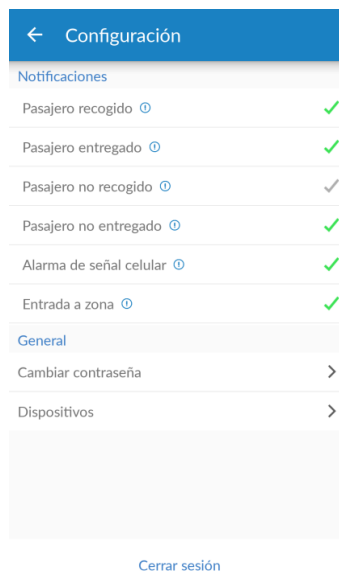 Configuración
Notificaciones
Pasajero recogido
Pasajero entregado
Pasajero no recogido
Pasajero no entregado
Alarma de señal celular
Entrada a zona
General
Cambiar contraseña
Dispositivos
Cerrar sesión